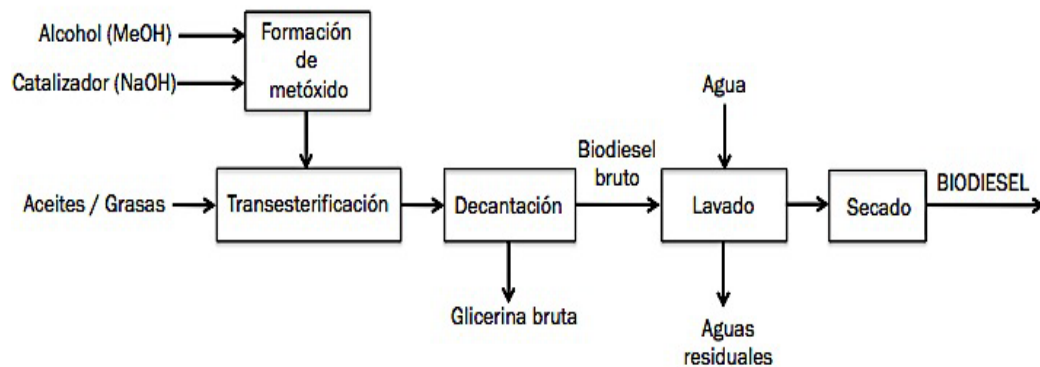 Alcohol (MeOH)
Catalizador (NaOH)
Formación
de
metóxido
Aceites / Grasas
Transesterificación
Decantación
Glicerina bruta
Biodiesel
bruto
Agua
Lavado
Aguas
residuales
Secado
BIODIESEL